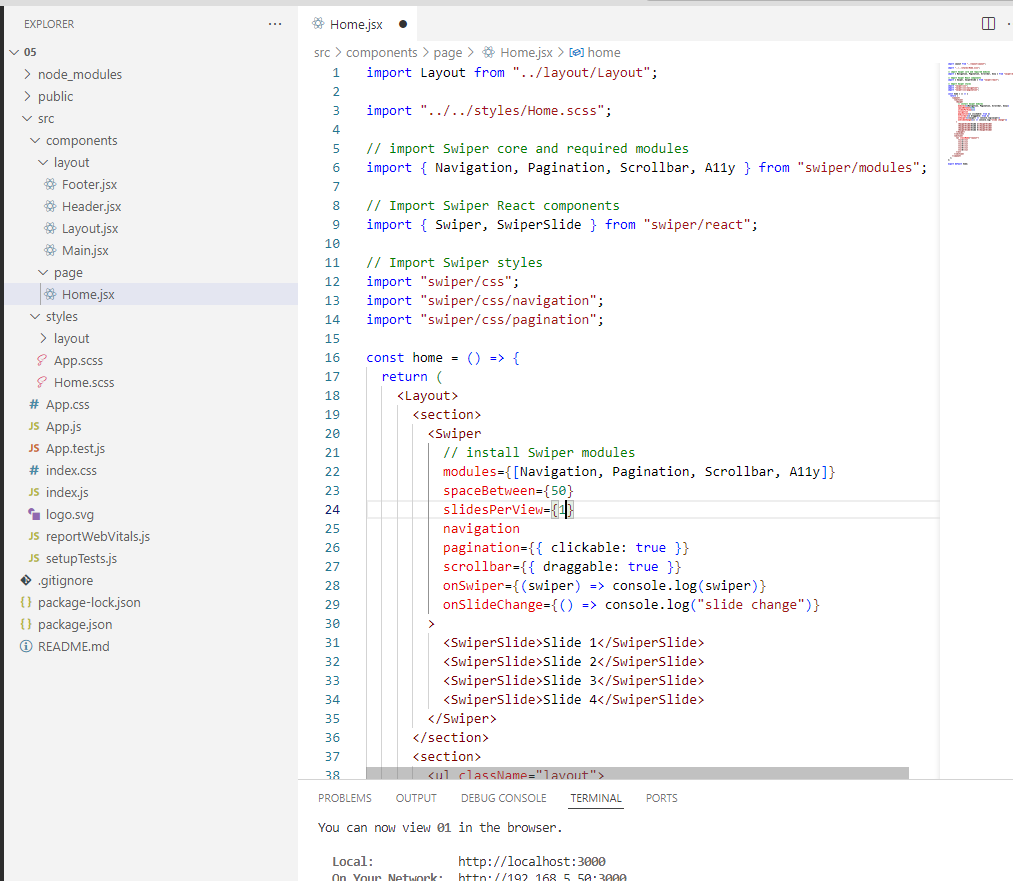 EXPLORER ...
05
node_modules
public
src
components
layout
Footer.jsx
Header.jsx
Layout.jsx
Main.jsx
page
Home.jsx
styles
layout
App.scss
Home.scss
# App.css
JS App.js
JS App.test.js
# index.css
JS index.js
logo.svg
JS reportWebVitals.js
JS setupTests.js
.gitignore
{} package-lock.json
{} package.json
README.md
Home.jsx
src > components > page > Home.jsx > home
1 import Layout from "../layout/Layout";
2
3 import "../../styles/Home.scss";
4
5 // import Swiper core and required modules
6 import { Navigation, Pagination, Scrollbar, A11y } from "swiper/modules";
7
8 // Import Swiper React components
9 import { Swiper, SwiperSlide } from "swiper/react";
10
11 // Import Swiper styles
12 import "swiper/css";
13 import "swiper/css/navigation";
14 import "swiper/css/pagination";
15
16 const home = () => {
17 return (
18 <Layout>
19 <section>
20 <Swiper
21 // install Swiper modules
22 modules={[Navigation, Pagination, Scrollbar, A11y]}
23 spaceBetween={50}
24 slidesPerView={1}
25 navigation
26 pagination={{ clickable: true }}
27 scrollbar={{ draggable: true }}
28 onSwiper={(swiper) => console.log(swiper)}
29 onSlideChange={() => console.log("slide change")}
30 >
31 <SwiperSlide>Slide 1</SwiperSlide>
32 <SwiperSlide>Slide 2</SwiperSlide>
33 <SwiperSlide>Slide 3</SwiperSlide>
34 <SwiperSlide>Slide 4</SwiperSlide>
35 </Swiper>
36 </section>
37 <section>
38 <ul className="layout">
PROBLEMS OUTPUT DEBUG CONSOLE TERMINAL PORTS
You can now view 01 in the browser.
Local: http://localhost:3000
On Your Network: http://192.168.5.50:3000